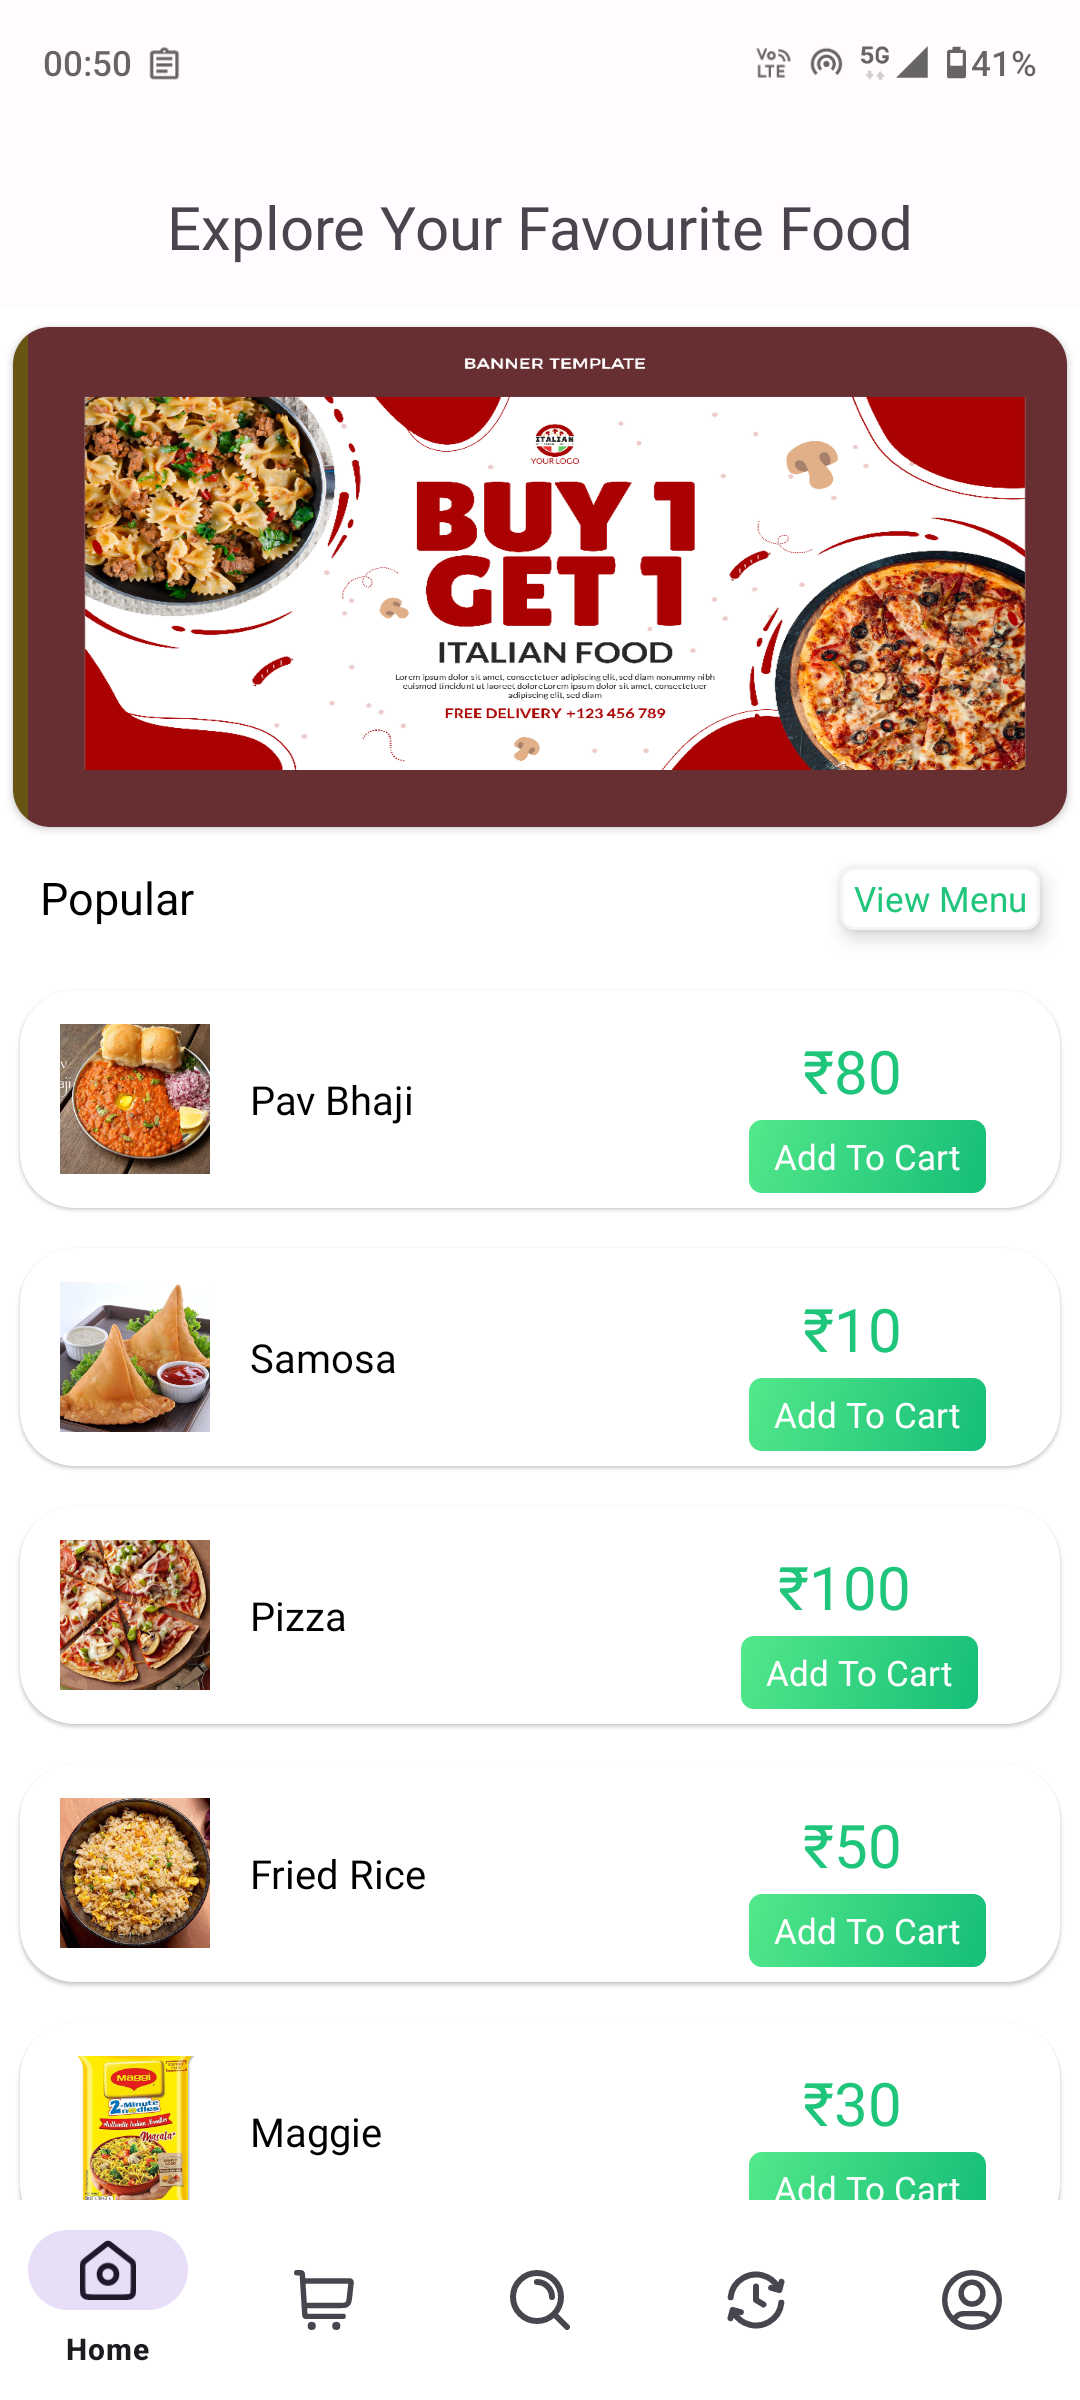 00:50
Vo LTE 5G 41%
Explore Your Favourite Food
BANNER TEMPLATE
ITALIAN
YOUR LOGO
BUY 1
GET 1
ITALIAN FOOD
Lorem ipsum dolor sit amet, consectetuer adipiscing elit, sed diam nonummy nibh
euismod tincidunt ut laoreet dolorelorem ipsum dolor sit amet, consectetuer
adipiscing elit, sed diam
FREE DELIVERY +123 456 789
Popular
View Menu
Pav Bhaji
₹80
Add To Cart
Samosa
₹10
Add To Cart
Pizza
₹100
Add To Cart
Fried Rice
₹50
Add To Cart
Maggi
2-Minute
noodles
Authentic Indian Noodles
Masala
Maggie
₹30
Add To Cart
Home